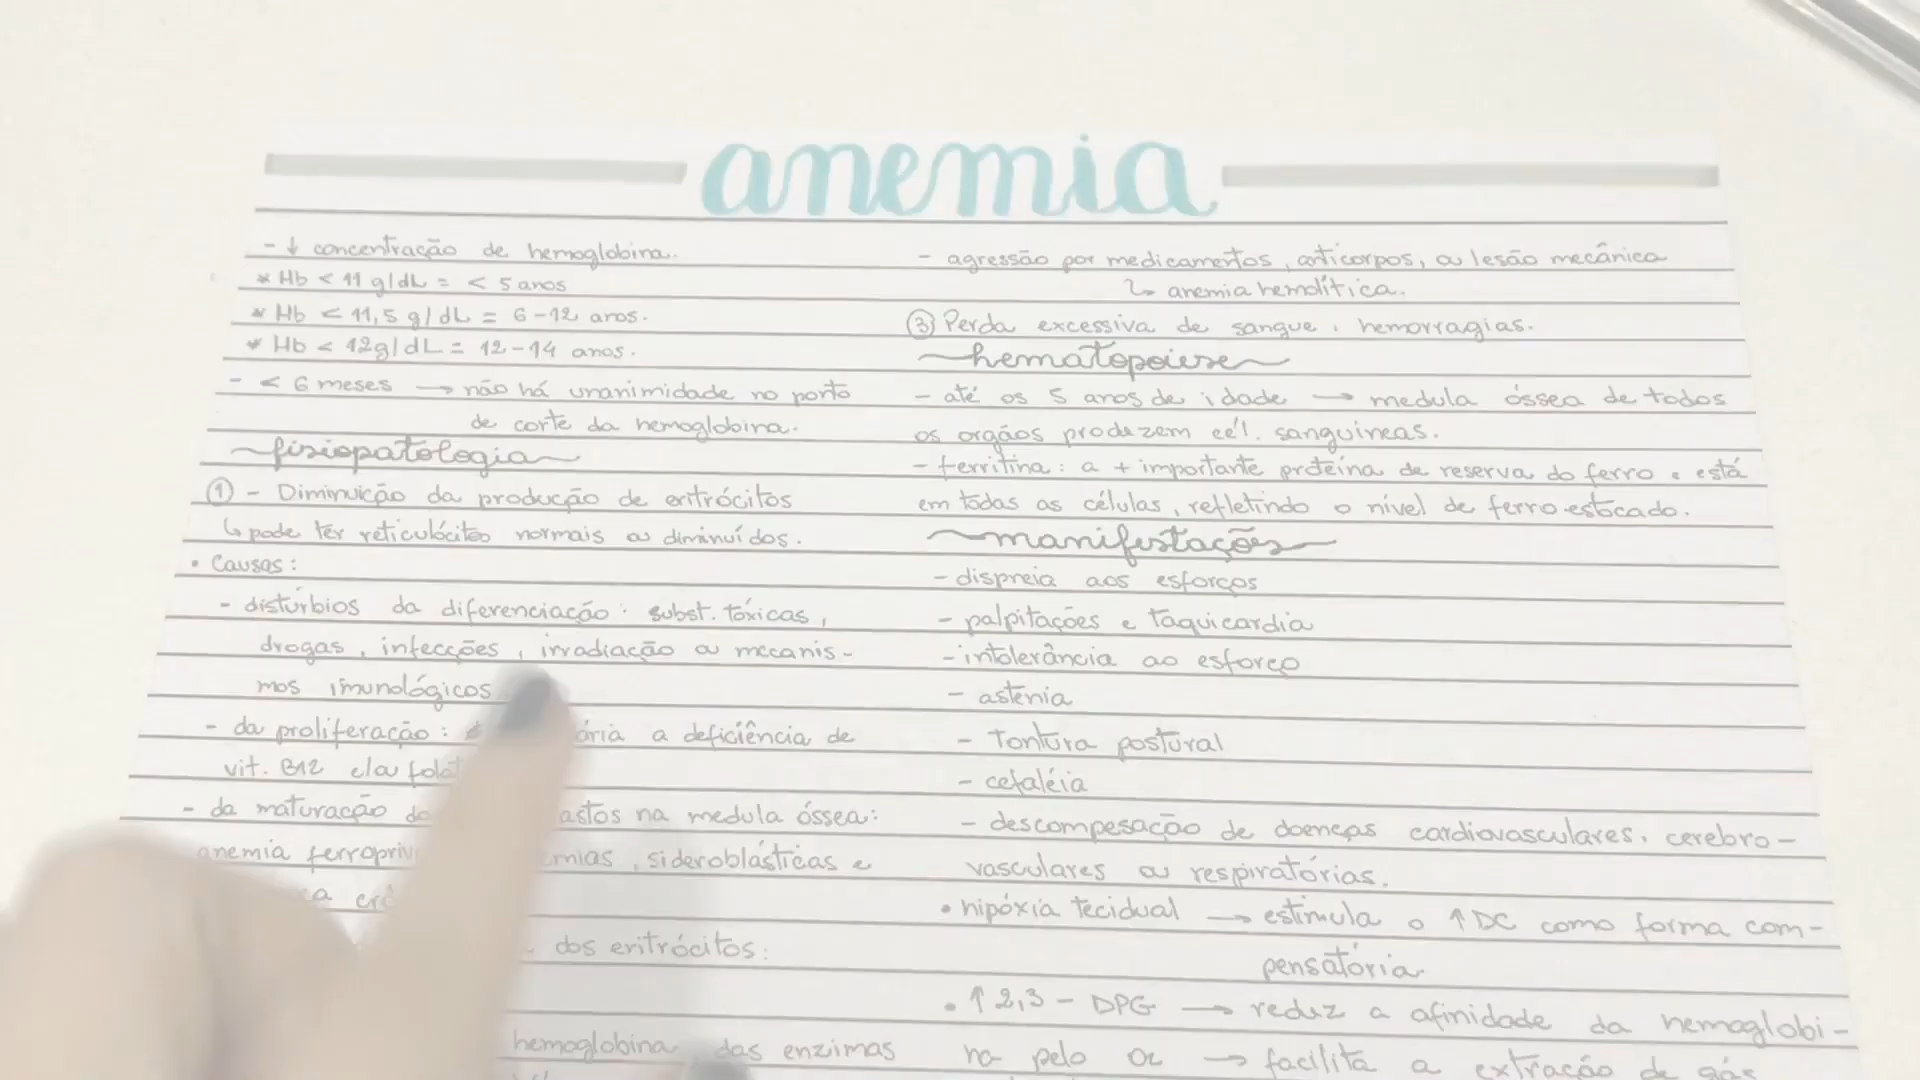 anemia
- ↓ concentração de hemoglobina.
* Hb < 11 g/dL = < 5 anos
* Hb < 11,5 g/dL = 6-12 anos.
* Hb < 12g/dL = 12-14 anos.
- < 6 meses → não há unanimidade no ponto
de corte da hemoglobina.
fisiopatologia
① - Diminuição da produção de eritrócitos
↳ pode ter reticulócitos normais ou diminuídos.
• Causas:
- distúrbios da diferenciação: subst. tóxicas,
drogas, infecções, irradiação ou mecanis-
mos imunológicos
- da proliferação: a deficiência de
vit. B12 e/ou
- da maturação na medula óssea:
anemia , sideroblásticas e
dos eritrócitos:
hemoglobina, das enzimas
- agressão por medicamentos, anticorpos, ou lesão mecânica
↳ anemia hemolítica.
③ Perda excessiva de sangue, hemorragias.
hematopoiese
- até os 5 anos de idade → medula óssea de todos
os orgãos produzem cél. sanguíneas.
- ferritina: a + importante proteína de reserva do ferro e está
em todas as células, refletindo o nível de ferro estocado.
manifestações
- dispneia aos esforços
- palpitações e taquicardia
- intolerância ao esforço
- astenia
- Tontura postural
- cefaléia
- descompesação de doenças cardiovasculares, cerebro-
vasculares ou respiratórias.
• hipóxia tecidual → estimula o ↑ DC como forma com-
pensatória.
• ↑ 2,3 - DPG → reduz a afinidade da hemoglobi-
na pelo O2 → facilita a extração de gás